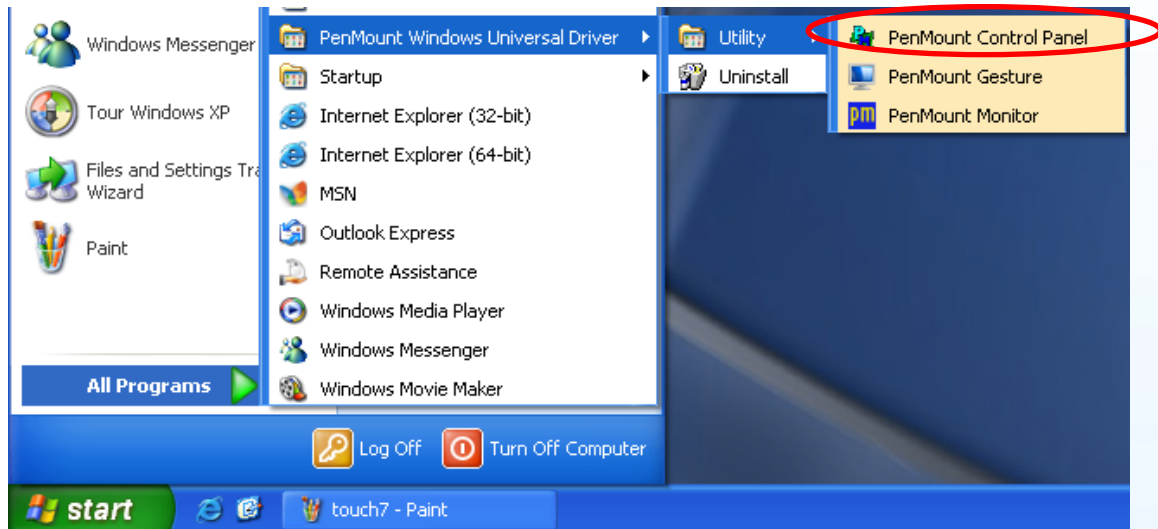 Windows Messenger
Tour Windows XP
Files and Settings Tra
Wizard
Paint
All Programs
PenMount Windows Universal Driver
Startup
Internet Explorer (32-bit)
Internet Explorer (64-bit)
MSN
Outlook Express
Remote Assistance
Windows Media Player
Windows Messenger
Windows Movie Maker
Utility
Uninstall
PenMount Control Panel
PenMount Gesture
pm PenMount Monitor
Log Off
Turn Off Computer
start
touch7 - Paint